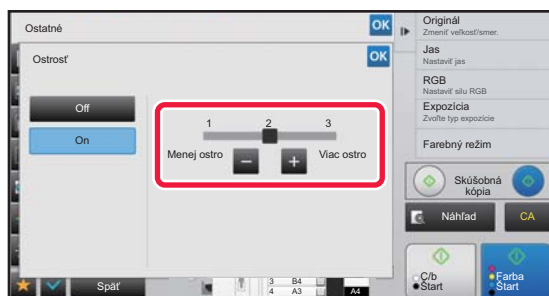 Ostatné
OK
Ostrosť
OK
Off
On
1 2 3
Menej ostro
Viac ostro
Späť
3 B4
4 A3
A4
Originál
Zmeniť veľkosť/smer.
Jas
Nastaviť jas
RGB
Nastaviť silu RGB
Expozícia
Zvoľte typ expozície
Farebný režim
Skúšobná
kópia
Náhľad
CA
Č/b
Štart
Farba
Štart